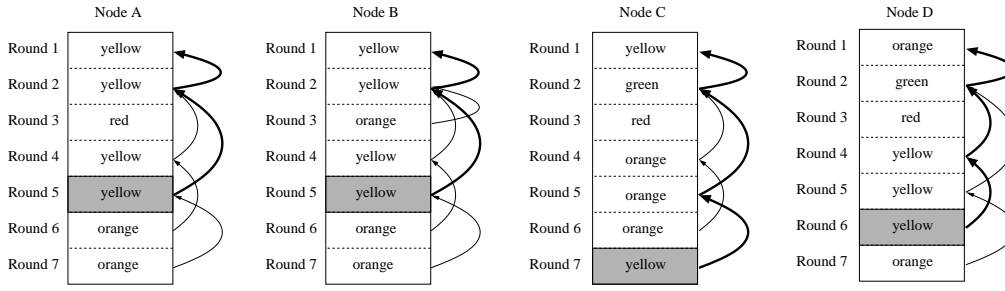 Node A
Round 1 yellow
Round 2 yellow
Round 3 red
Round 4 yellow
Round 5 yellow
Round 6 orange
Round 7 orange
Node B
Round 1 yellow
Round 2 yellow
Round 3 orange
Round 4 yellow
Round 5 yellow
Round 6 orange
Round 7 orange
Node C
Round 1 yellow
Round 2 green
Round 3 red
Round 4 orange
Round 5 orange
Round 6 orange
Round 7 yellow
Node D
Round 1 orange
Round 2 green
Round 3 red
Round 4 yellow
Round 5 yellow
Round 6 yellow
Round 7 orange